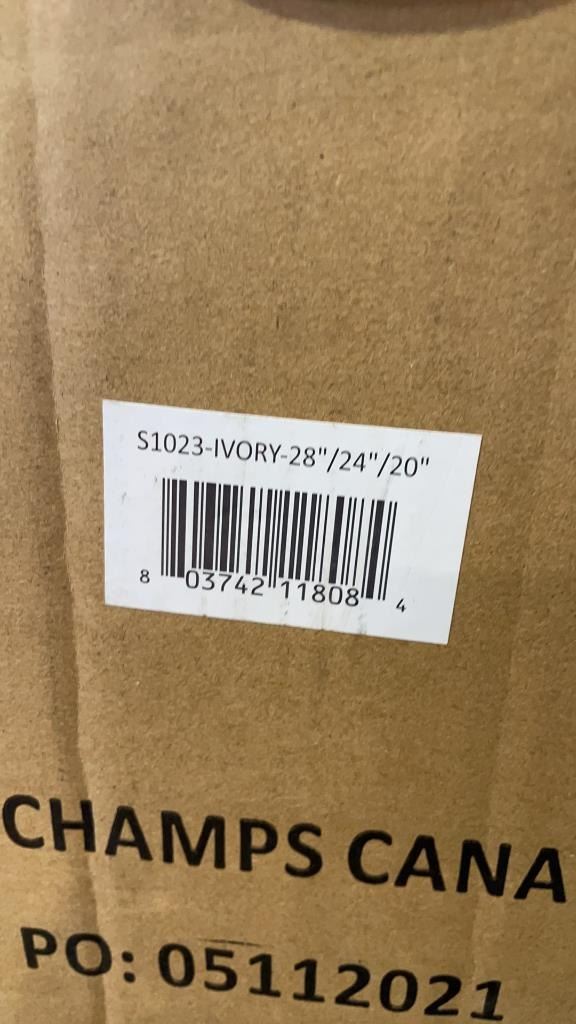 S1023-IVORY-28"/24"/20"
8 03742 11808 4
CHAMPS CANA
PO: 05112021